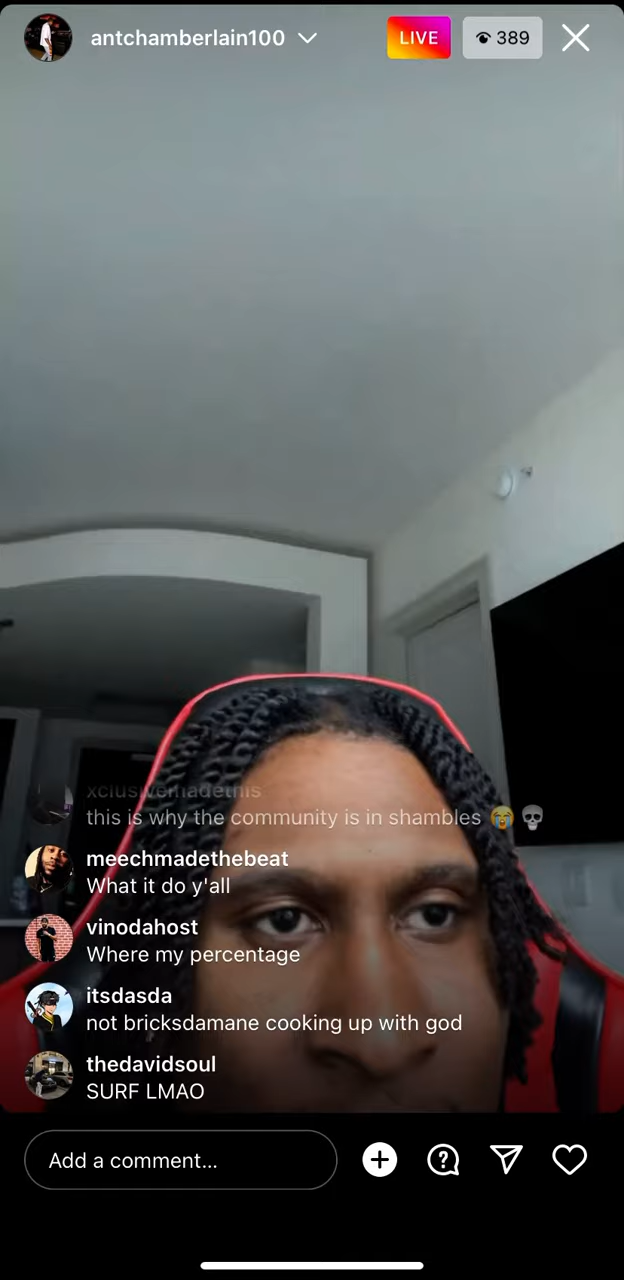 antchamberlain100
LIVE
389
xclusivemadethis
this is why the community is in shambles 😭 💀
meechmadethebeat
What it do y'all
vinodahost
Where my percentage
itsdasda
not bricksdamane cooking up with god
thedavidsoul
SURF LMAO
Add a comment...